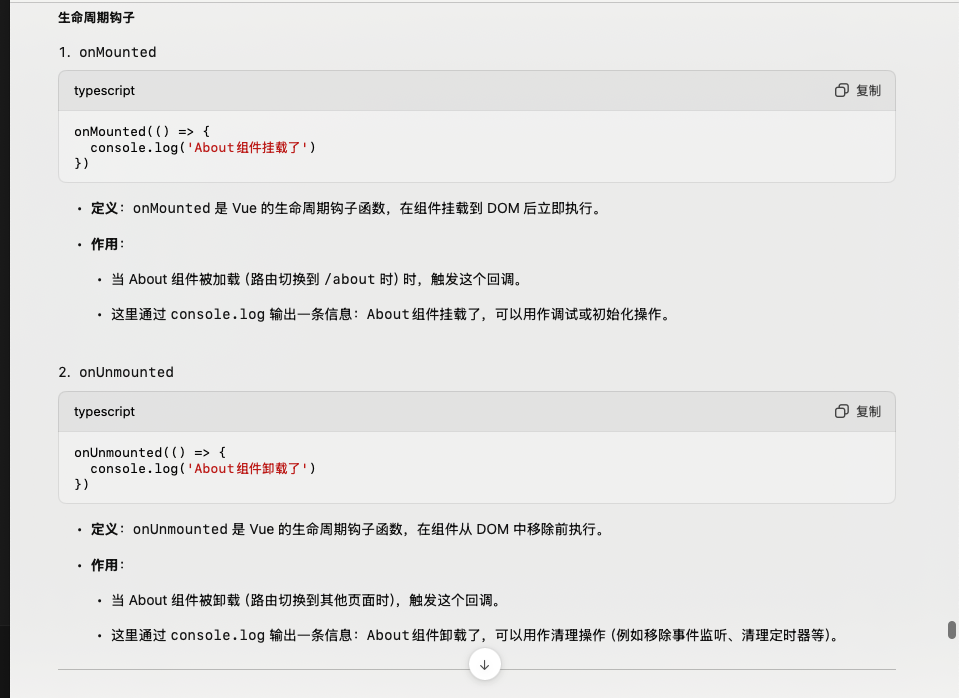 生命周期钩子
1. onMounted
typescript
复制
onMounted(() => {
  console.log('About组件挂载了')
})
• 定义：onMounted 是 Vue 的生命周期钩子函数，在组件挂载到 DOM 后立即执行。
• 作用：
• 当 About 组件被加载（路由切换到 /about 时）时，触发这个回调。
• 这里通过 console.log 输出一条信息：About组件挂载了，可以用作调试或初始化操作。
2. onUnmounted
typescript
复制
onUnmounted(() => {
  console.log('About组件卸载了')
})
• 定义：onUnmounted 是 Vue 的生命周期钩子函数，在组件从 DOM 中移除前执行。
• 作用：
• 当 About 组件被卸载（路由切换到其他页面时），触发这个回调。
• 这里通过 console.log 输出一条信息：About组件卸载了，可以用作清理操作（例如移除事件监听、清理定时器等）。